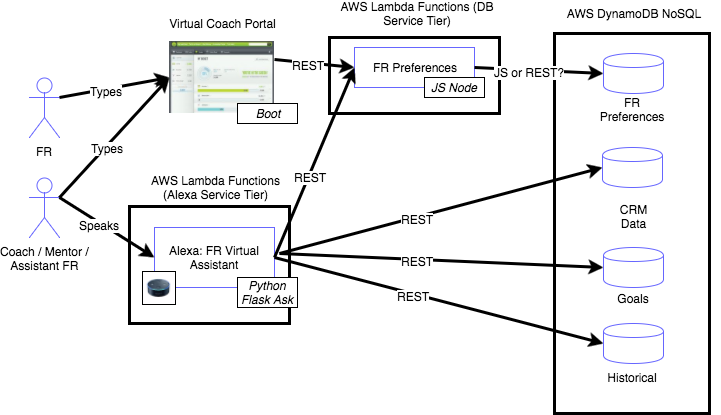 AWS Lambda Functions (DB
Service Tier)
Virtual Coach Portal
AWS DynamoDB NoSQL
REST
FR Preferences
JS or REST?
JS Node
Boot
Types
FR
Preferences
FR
Types
REST
AWS Lambda Functions
(Alexa Service Tier)
CRM
Data
REST
Speaks
Coach / Mentor /
Assistant FR
Alexa: FR Virtual
Assistant
REST
Python
Flask Ask
Goals
REST
Historical